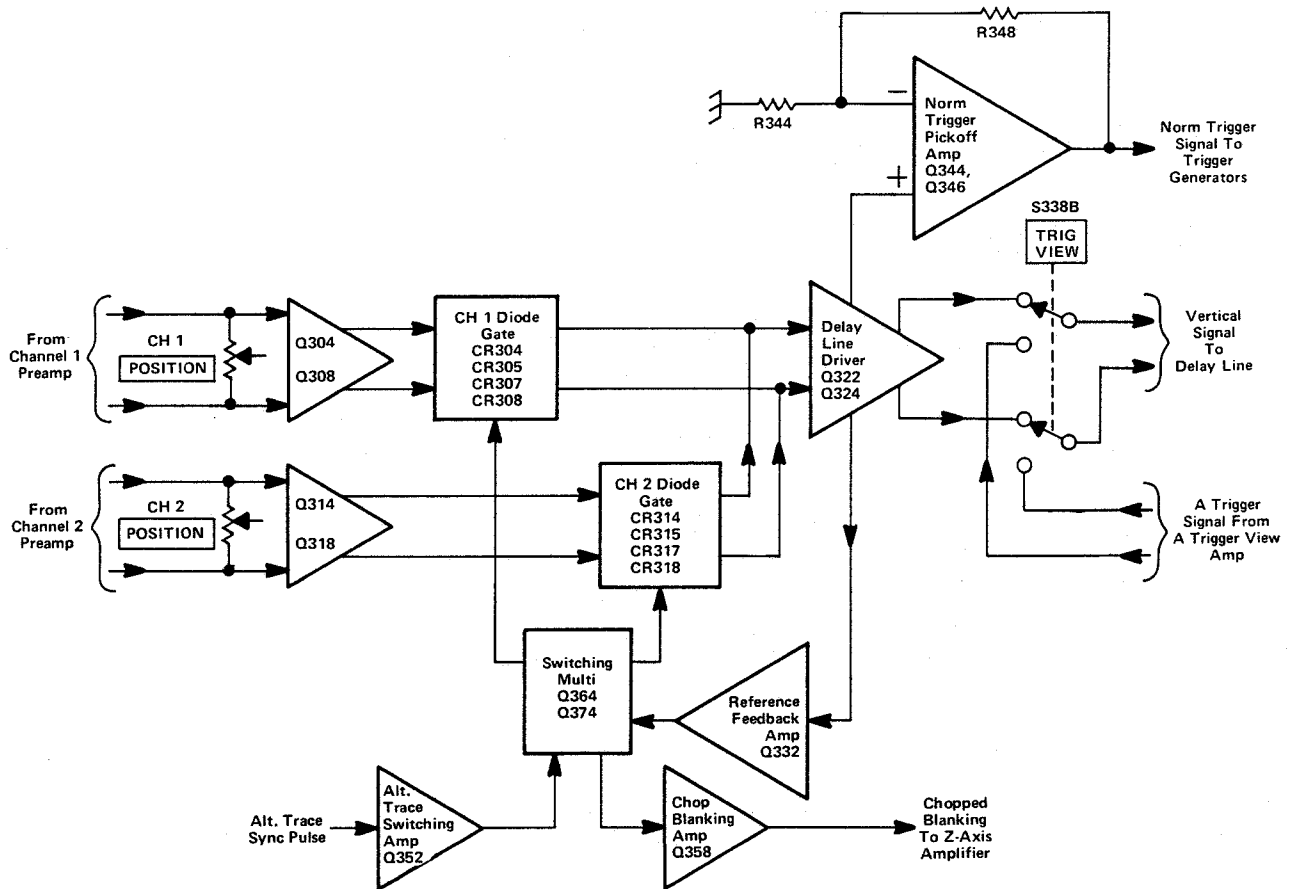 R348
R344
−
+
Norm
Trigger
Pickoff
Amp
Q344,
Q346
Norm Trigger
Signal To
Trigger
Generators
S338B
TRIG
VIEW
From
Channel 1
Preamp
CH 1
POSITION
Q304
Q308
CH 1 Diode
Gate
CR304
CR305
CR307
CR308
Delay
Line
Driver
Q322
Q324
Vertical
Signal
To
Delay Line
From
Channel 2
Preamp
CH 2
POSITION
Q314
Q318
CH 2 Diode
Gate
CR314
CR315
CR317
CR318
A Trigger
Signal From
A Trigger View
Amp
Switching
Multi
Q364
Q374
Reference
Feedback
Amp
Q332
Alt. Trace
Sync Pulse
Alt.
Trace
Switching
Amp
Q352
Chop
Blanking
Amp
Q358
Chopped
Blanking
To Z-Axis
Amplifier